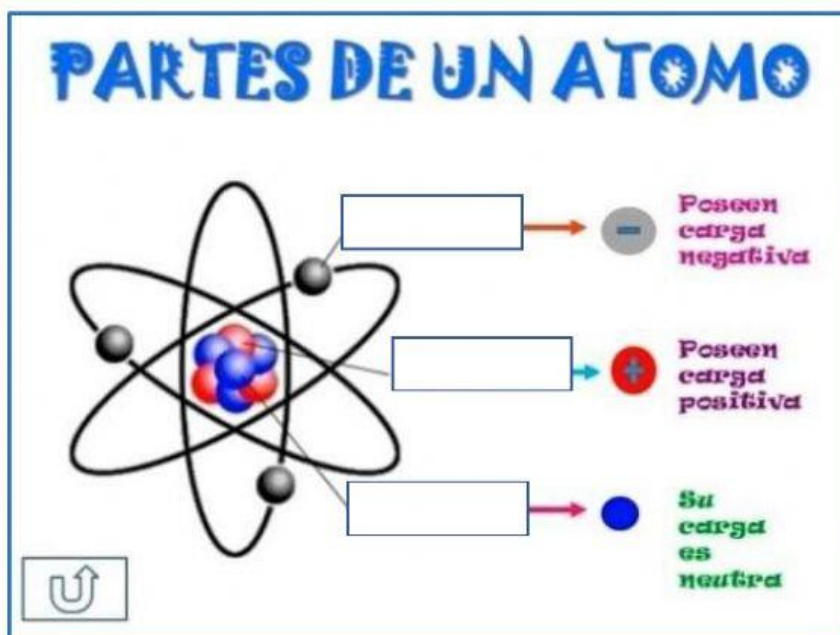 PARTES DE UN ATOMO
Poseen
carga
negativa
Poseen
carga
positiva
Su
carga
es
neutra